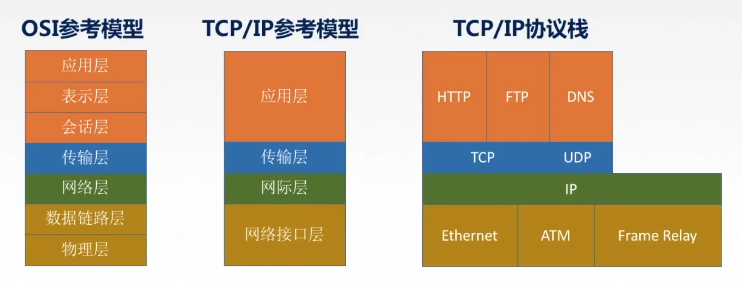 OSI参考模型
应用层
表示层
会话层
传输层
网络层
数据链路层
物理层
TCP/IP参考模型
应用层
传输层
网际层
网络接口层
TCP/IP协议栈
HTTP FTP DNS
TCP UDP
IP
Ethernet ATM Frame Relay